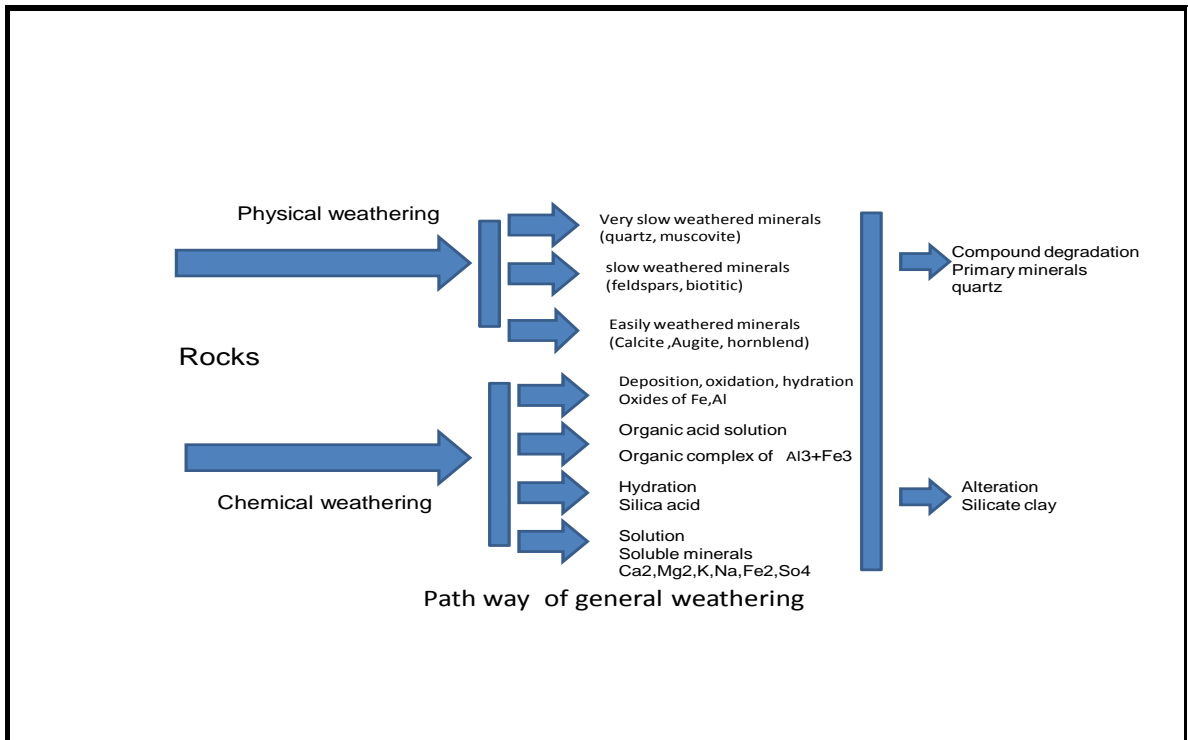 Physical weathering
Very slow weathered minerals
(quartz, muscovite)
slow weathered minerals
(feldspars, biotitic)
Easily weathered minerals
(Calcite ,Augite, hornblend)
Compound degradation
Primary minerals
quartz
Rocks
Deposition, oxidation, hydration
Oxides of Fe,Al
Organic acid solution
Organic complex of Al3+Fe3
Hydration
Silica acid
Solution
Soluble minerals
Ca2,Mg2,K,Na,Fe2,So4
Chemical weathering
Alteration
Silicate clay
Path way of general weathering